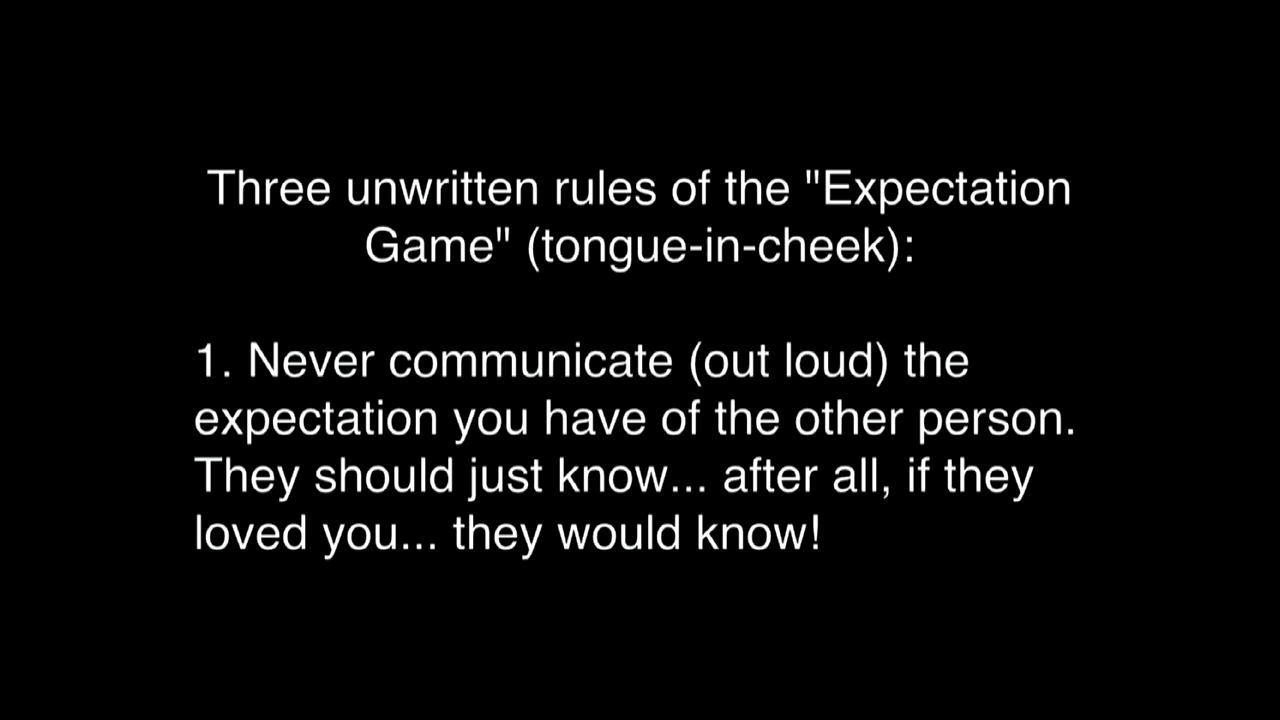 Three unwritten rules of the "Expectation
Game" (tongue-in-cheek):
1. Never communicate (out loud) the
expectation you have of the other person.
They should just know... after all, if they
loved you... they would know!